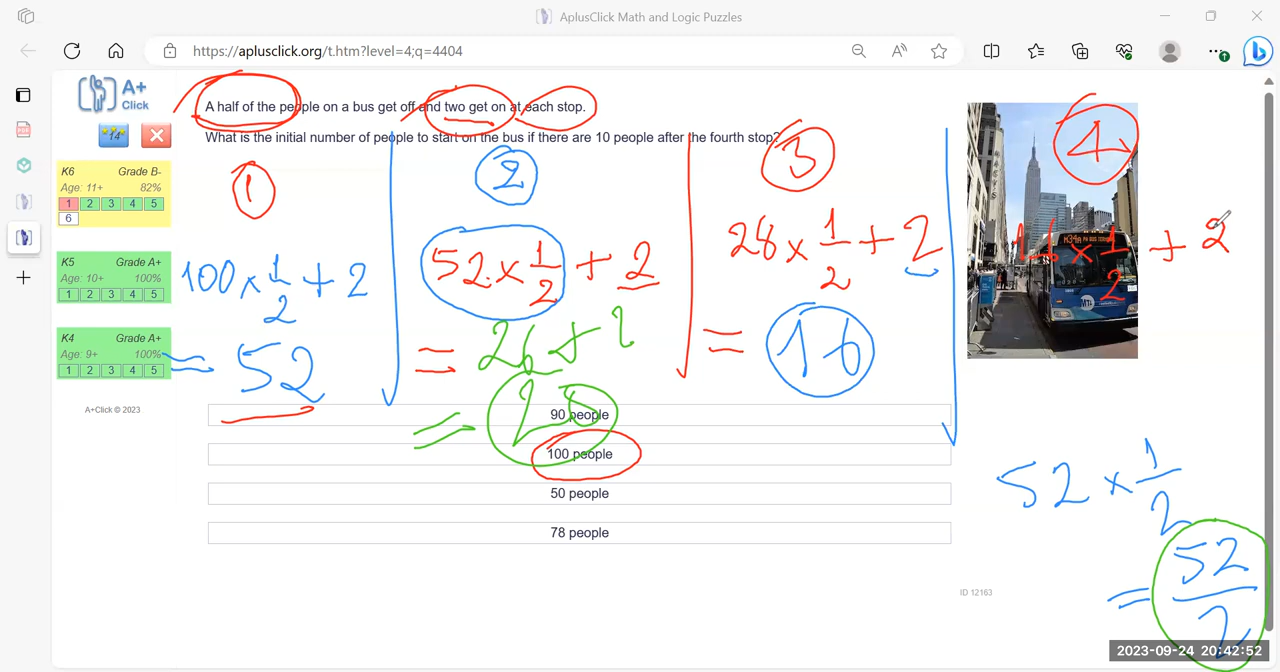 AplusClick Math and Logic Puzzles
https://aplusclick.org/t.htm?level=4;q=4404
A+
Click
A half of the people on a bus get off and two get on at each stop.
What is the initial number of people to start on the bus if there are 10 people after the fourth stop?
"14"
K6 Grade B-
Age: 11+ 82%
1 2 3 4 5
6
K5 Grade A+
Age: 10+ 100%
1 2 3 4 5
K4 Grade A+
Age: 9+ 100%
1 2 3 4 5
A+Click © 2023
1
100 × 1/2 + 2
= 52
2
52 × 1/2 + 2
= 26 + 2
= 28
3
28 × 1/2 + 2
= 16
4
16 × 1/2 + 2
90 people
100 people
50 people
78 people
52 × 1/2
= 52/2
ID 12163
2023-09-24 20:42:52